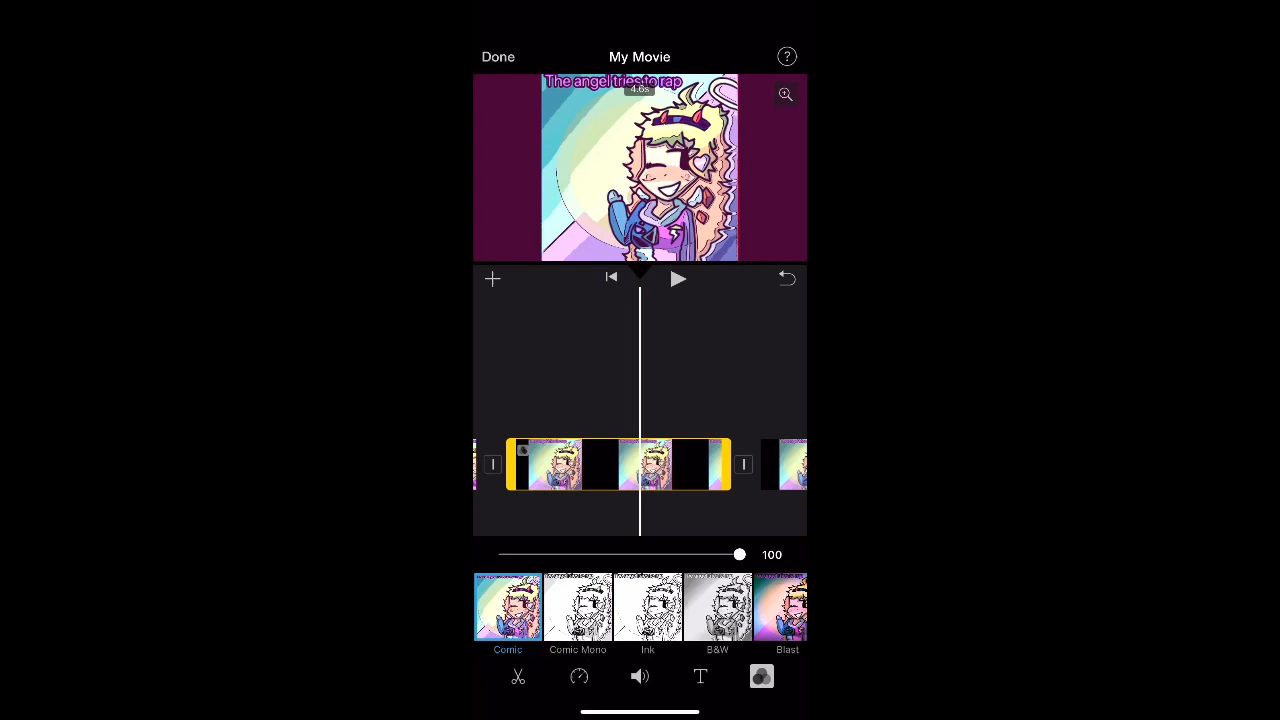 Done
My Movie
?
The angel tries to rap
4.6s
100
Comic
Comic Mono
Ink
B&W
Blast
T